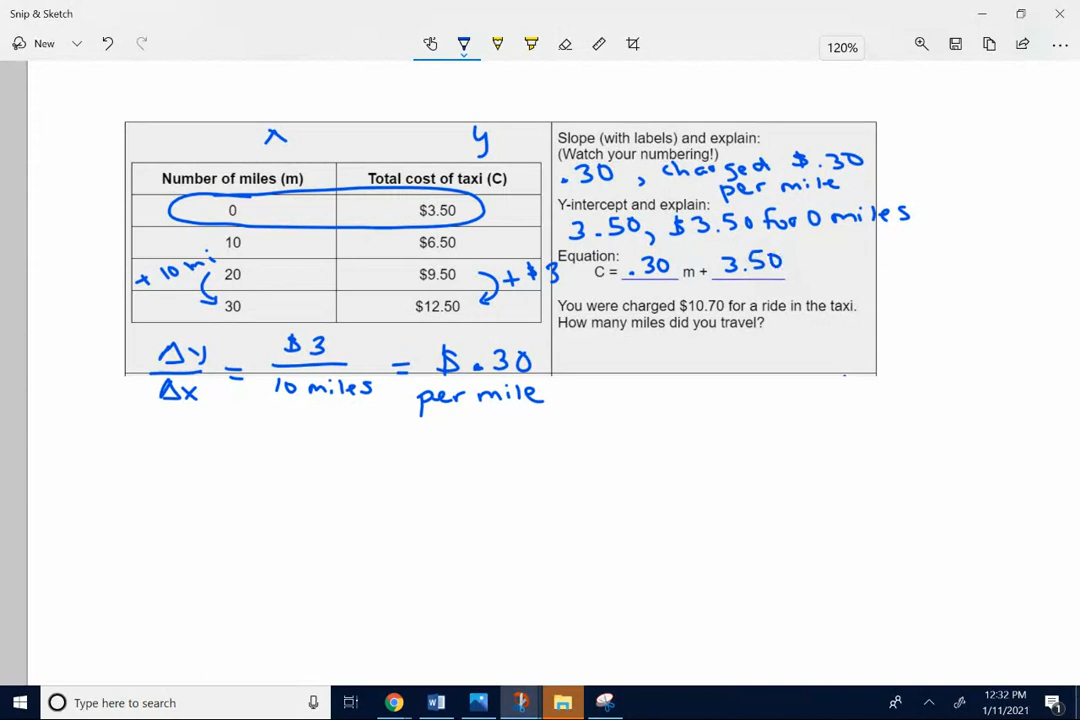 Snip & Sketch
New
120%
x y
Number of miles (m) Total cost of taxi (C)
0 $3.50
10 $6.50
20 $9.50
30 $12.50
+ 10 mi
+ $3
Δy/Δx = $3/10 miles = $.30 per mile
Slope (with labels) and explain:
(Watch your numbering!)
.30, charged $.30
per mile
Y-intercept and explain:
3.50, $3.50 for 0 miles
Equation:
C = .30 m + 3.50
You were charged $10.70 for a ride in the taxi.
How many miles did you travel?
Type here to search
12:32 PM
1/11/2021
1